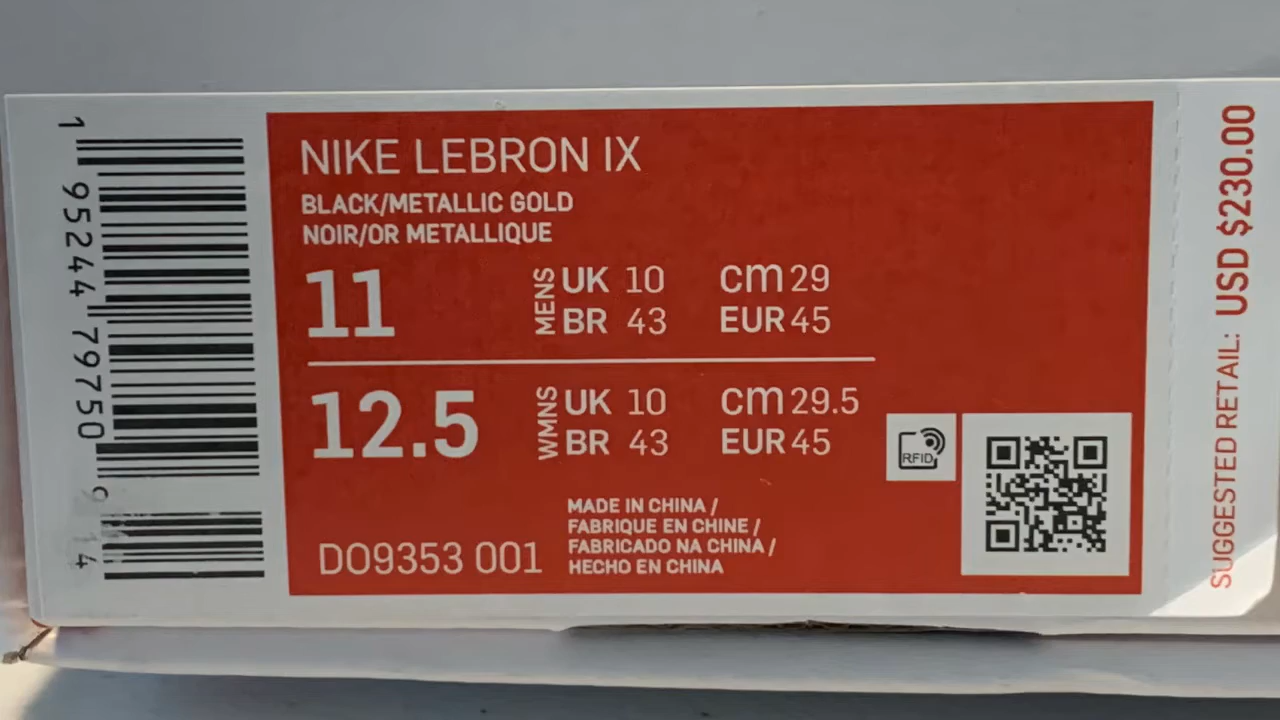 1 95244 79750 9 14
NIKE LEBRON IX
BLACK/METALLIC GOLD
NOIR/OR METALLIQUE
11
MENS
UK 10
cm 29
BR 43
EUR 45
12.5
WMNS
UK 10
cm 29.5
BR 43
EUR 45
RFID
MADE IN CHINA /
FABRIQUE EN CHINE /
FABRICADO NA CHINA /
HECHO EN CHINA
DO9353 001
SUGGESTED RETAIL: USD $230.00